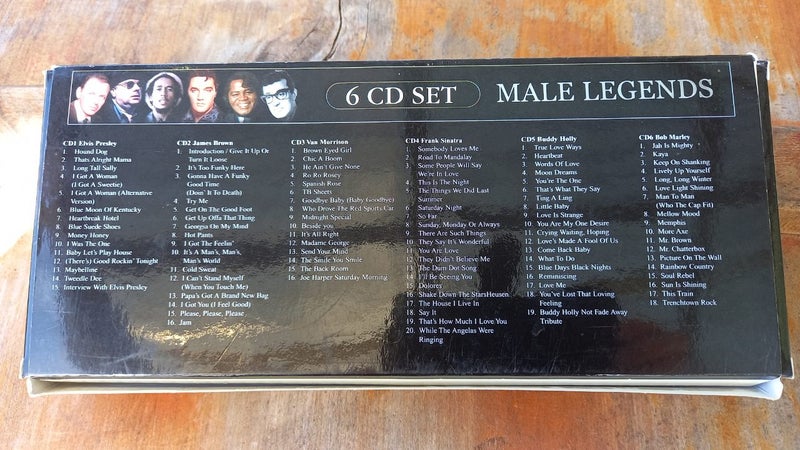 6 CD SET
MALE LEGENDS
CD1 Elvis Presley
1. Hound Dog
2. Thats Alright Mama
3. Long Tall Sally
4. I Got A Woman
(I Got A Sweetie)
5. I Got A Woman (Alternative
Version)
6. Blue Moon Of Kentucky
7. Heartbreak Hotel
8. Blue Suede Shoes
9. Money Honey
10. I Was The One
11. Baby Let's Play House
12. (There's) Good Rockin' Tonight
13. Maybelline
14. Tweedle Dee
15. Interview With Elvis Presley
CD2 James Brown
1. Introduction / Give It Up Or
Turn It Loose
2. It's Too Funky Here
3. Gonna Have A Funky
Good Time
(Doin' It To Death)
4. Try Me
5. Get On The Good Foot
6. Get Up Offa That Thing
7. Georgia On My Mind
8. Hot Pants
9. I Got The Feelin'
10. It's A Man's, Man's,
Man's World
11. Cold Sweat
12. I Can't Stand Myself
(When You Touch Me)
13. Papa's Got A Brand New Bag
14. I Got You (I Feel Good)
15. Please, Please, Please
16. Jam
CD3 Van Morrison
1. Brown Eyed Girl
2. Chic A Boom
3. He Ain't Give None
4. Ro Ro Rosey
5. Spanish Rose
6. TB Sheets
7. Goodbye Baby (Baby Goodbye)
8. Who Drove The Red Sports Car
9. Midnight Special
10. Beside you
11. It's All Right
12. Madame George
13. Send Your Mind
14. The Smile You Smile
15. The Back Room
16. Joe Harper Saturday Morning
CD4 Frank Sinatra
1. Somebody Loves Me
2. Road To Mandalay
3. Some People Will Say
We're In Love
4. This Is The Night
5. The Things We Did Last
Summer
6. Saturday Night
7. So Far
8. Sunday, Monday Or Always
9. There Are Such Things
10. They Say It's Wonderful
11. You Are Love
12. They Didn't Believe Me
13. The Dum Dot Song
14. I'll Be Seeing You
15. Dolores
16. Shake Down The StarsHeusen
17. The House I Live In
18. Say It
19. That's How Much I Love You
20. While The Angelas Were
Ringing
CD5 Buddy Holly
1. True Love Ways
2. Heartbeat
3. Words Of Love
4. Moon Dreams
5. You're The One
6. That's What They Say
7. Ting A Ling
8. Little Baby
9. Love Is Strange
10. You Are My One Desire
11. Crying, Waiting, Hoping
12. Love's Made A Fool Of Us
13. Come Back Baby
14. What To Do
15. Blue Days Black Nights
16. Reminiscing
17. Love Me
18. You've Lost That Loving
Feeling
19. Buddy Holly Not Fade Away
Tribute
CD6 Bob Marley
1. Jah Is Mighty
2. Kaya
3. Keep On Shanking
4. Lively Up Yourself
5. Long, Long Winter
6. Love Light Shining
7. Man To Man
(Who The Cap Fit)
8. Mellow Mood
9. Memphis
10. More Axe
11. Mr. Brown
12. Mr. Chatterbox
13. Picture On The Wall
14. Rainbow Country
15. Soul Rebel
16. Sun Is Shining
17. This Train
18. Trenchtown Rock